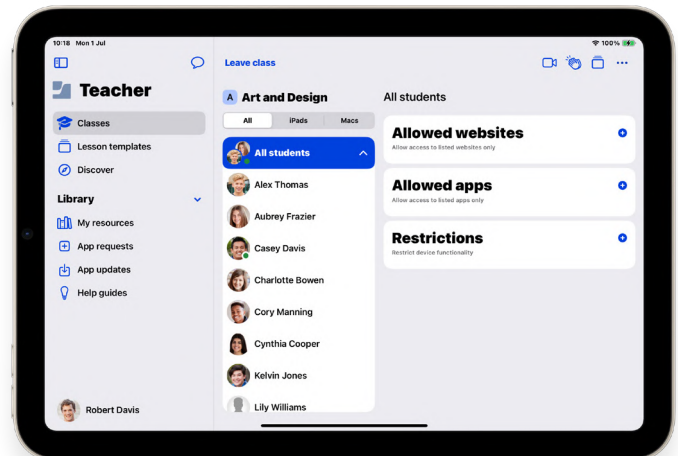 10:18 Mon 1 Jul
100%
Teacher
Classes
Lesson templates
Discover
Library
My resources
App requests
App updates
Help guides
Robert Davis
Leave class
A Art and Design
All iPads Macs
All students
Alex Thomas
Aubrey Frazier
Casey Davis
Charlotte Bowen
Cory Manning
Cynthia Cooper
Kelvin Jones
Lily Williams
All students
Allowed websites
Allow access to listed websites only
Allowed apps
Allow access to listed apps only
Restrictions
Restrict device functionality